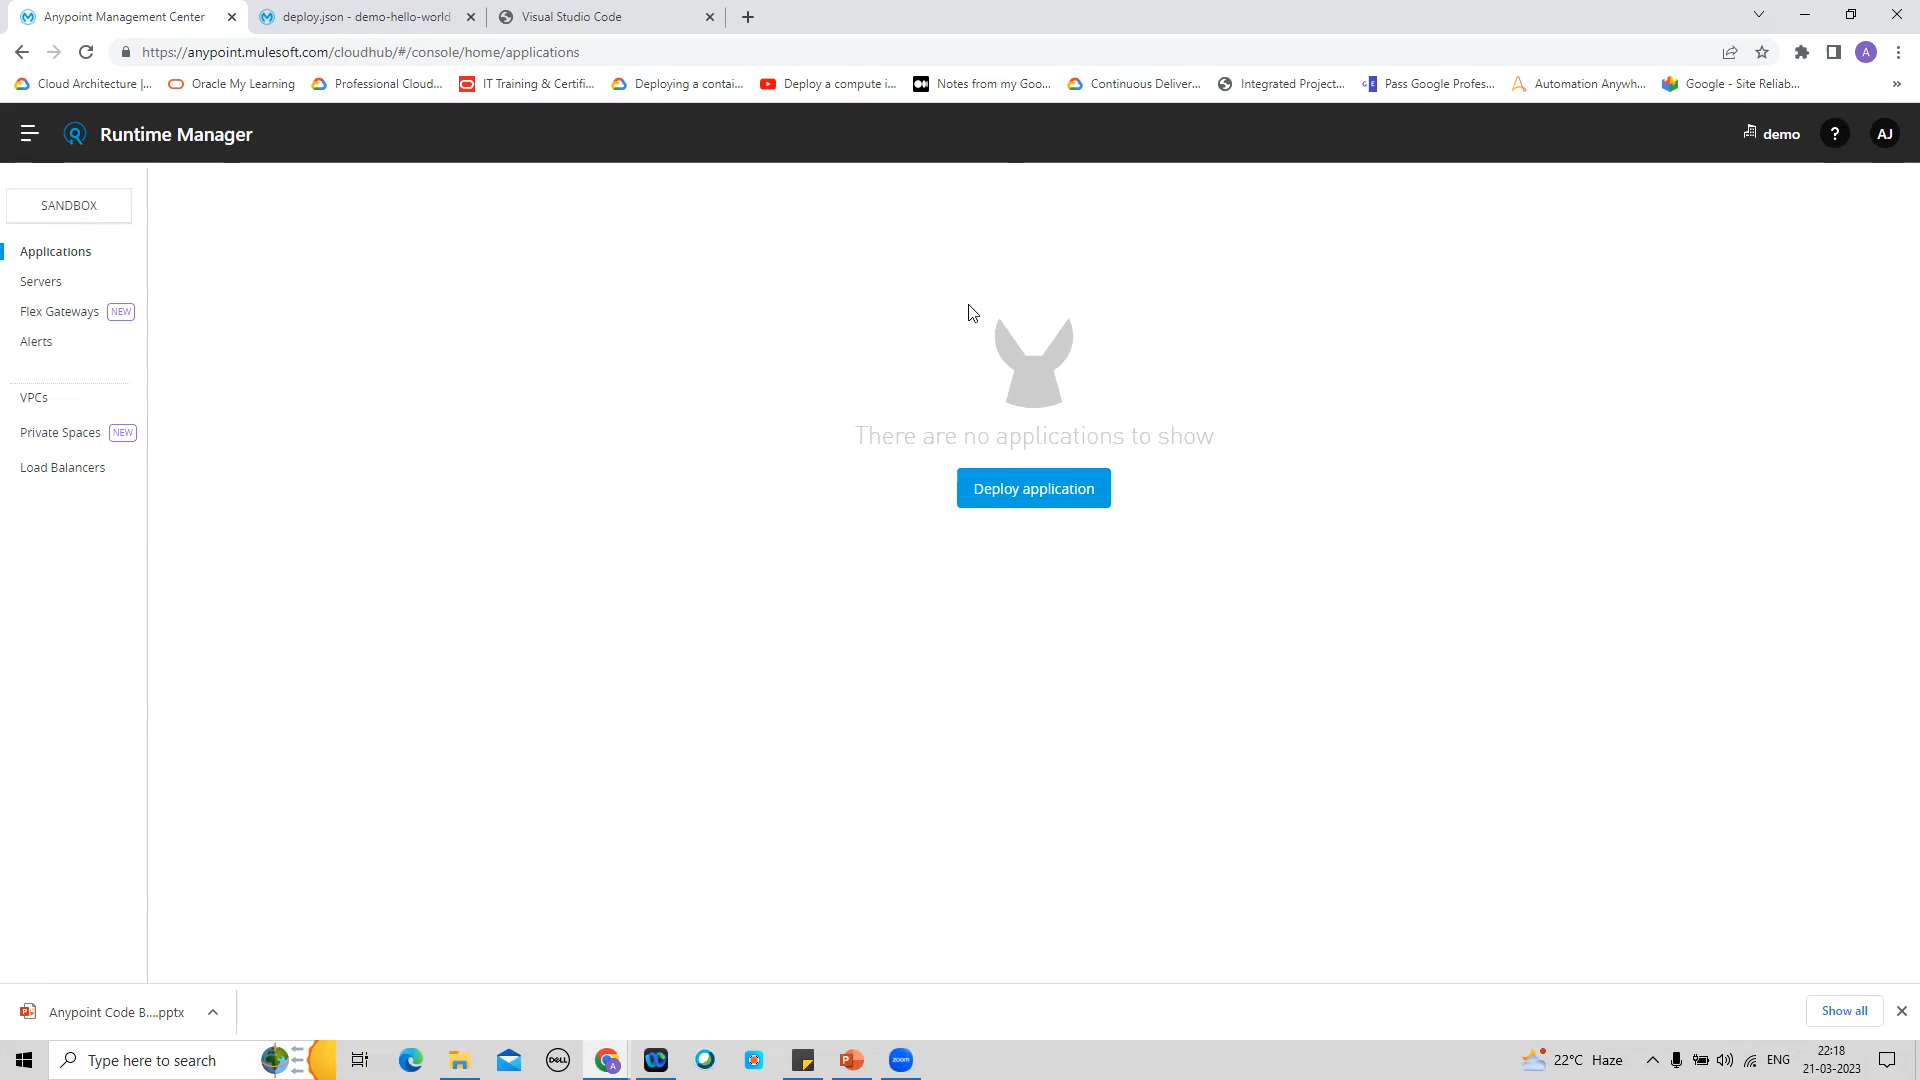 Anypoint Management Center
deploy.json - demo-hello-world
Visual Studio Code
https://anypoint.mulesoft.com/cloudhub/#/console/home/applications
A
Cloud Architecture |...
Oracle My Learning
Professional Cloud...
IT Training & Certifi...
Deploying a contai...
Deploy a compute i...
Notes from my Goo...
Continuous Deliver...
Integrated Project...
Pass Google Profes...
Automation Anywh...
Google - Site Reliab...
»
Runtime Manager
demo
?
AJ
SANDBOX
Applications
Servers
Flex Gateways NEW
Alerts
VPCs
Private Spaces NEW
Load Balancers
There are no applications to show
Deploy application
Anypoint Code B....pptx
Show all
Type here to search
DELL
zoom
22°C Haze
ENG
22:18
21-03-2023